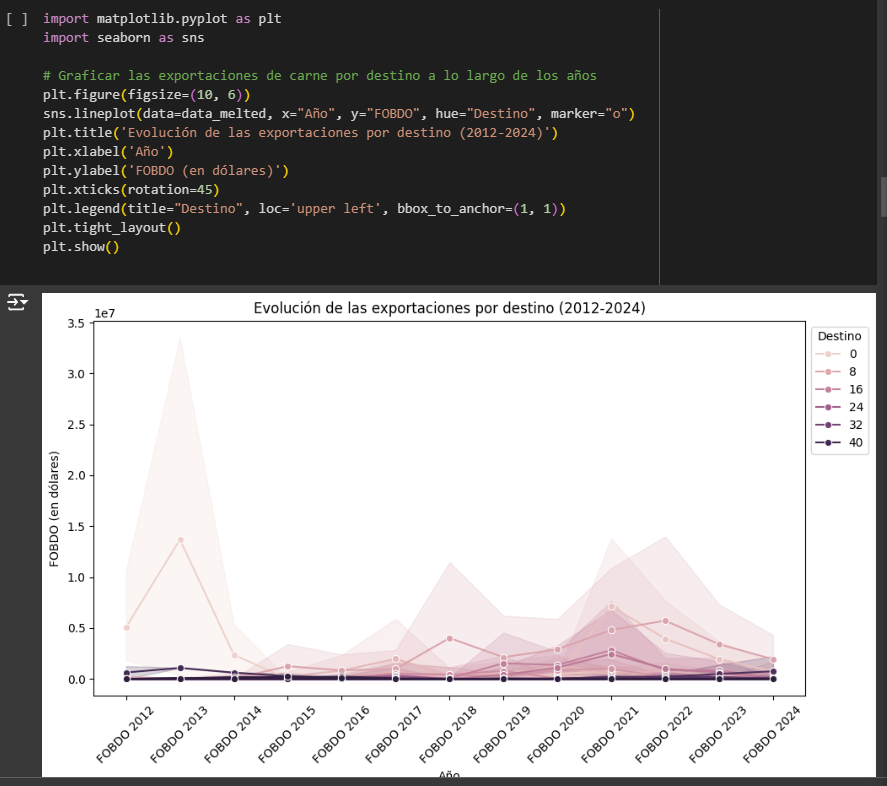 [ ] import matplotlib.pyplot as plt
import seaborn as sns
# Graficar las exportaciones de carne por destino a lo largo de los años
plt.figure(figsize=(10, 6))
sns.lineplot(data=data_melted, x="Año", y="FOBDO", hue="Destino", marker="o")
plt.title('Evolución de las exportaciones por destino (2012-2024)')
plt.xlabel('Año')
plt.ylabel('FOBDO (en dólares)')
plt.xticks(rotation=45)
plt.legend(title="Destino", loc='upper left', bbox_to_anchor=(1, 1))
plt.tight_layout()
plt.show()
Evolución de las exportaciones por destino (2012-2024)
1e7
3.5
3.0
2.5
2.0
1.5
1.0
0.5
0.0
FOBDO (en dólares)
FOBDO 2012
FOBDO 2013
FOBDO 2014
FOBDO 2015
FOBDO 2016
FOBDO 2017
FOBDO 2018
FOBDO 2019
FOBDO 2020
FOBDO 2021
FOBDO 2022
FOBDO 2023
FOBDO 2024
Año
Destino
0
8
16
24
32
40